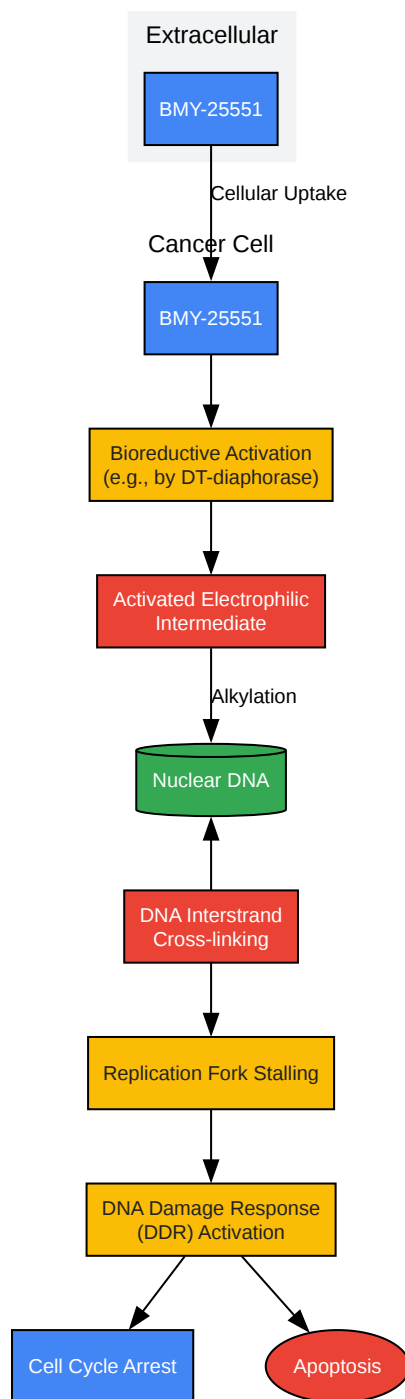 Extracellular
BMY-25551
Cellular Uptake
Cancer Cell
BMY-25551
Bioreductive Activation
(e.g., by DT-diaphorase)
Activated Electrophilic
Intermediate
Alkylation
Nuclear DNA
DNA Interstrand
Cross-linking
Replication Fork Stalling
DNA Damage Response
(DDR) Activation
Cell Cycle Arrest
Apoptosis